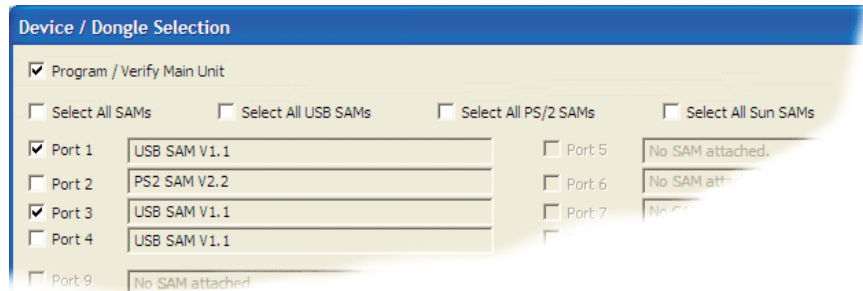 Device / Dongle Selection
Program / Verify Main Unit
Select All SAMs Select All USB SAMs Select All PS/2 SAMs Select All Sun SAMs
Port 1 USB SAM V1.1 Port 5 No SAM attached.
Port 2 PS2 SAM V2.2 Port 6 No SAM
Port 3 USB SAM V1.1 Port 7 No
Port 4 USB SAM V1.1
Port 9 No SAM attached